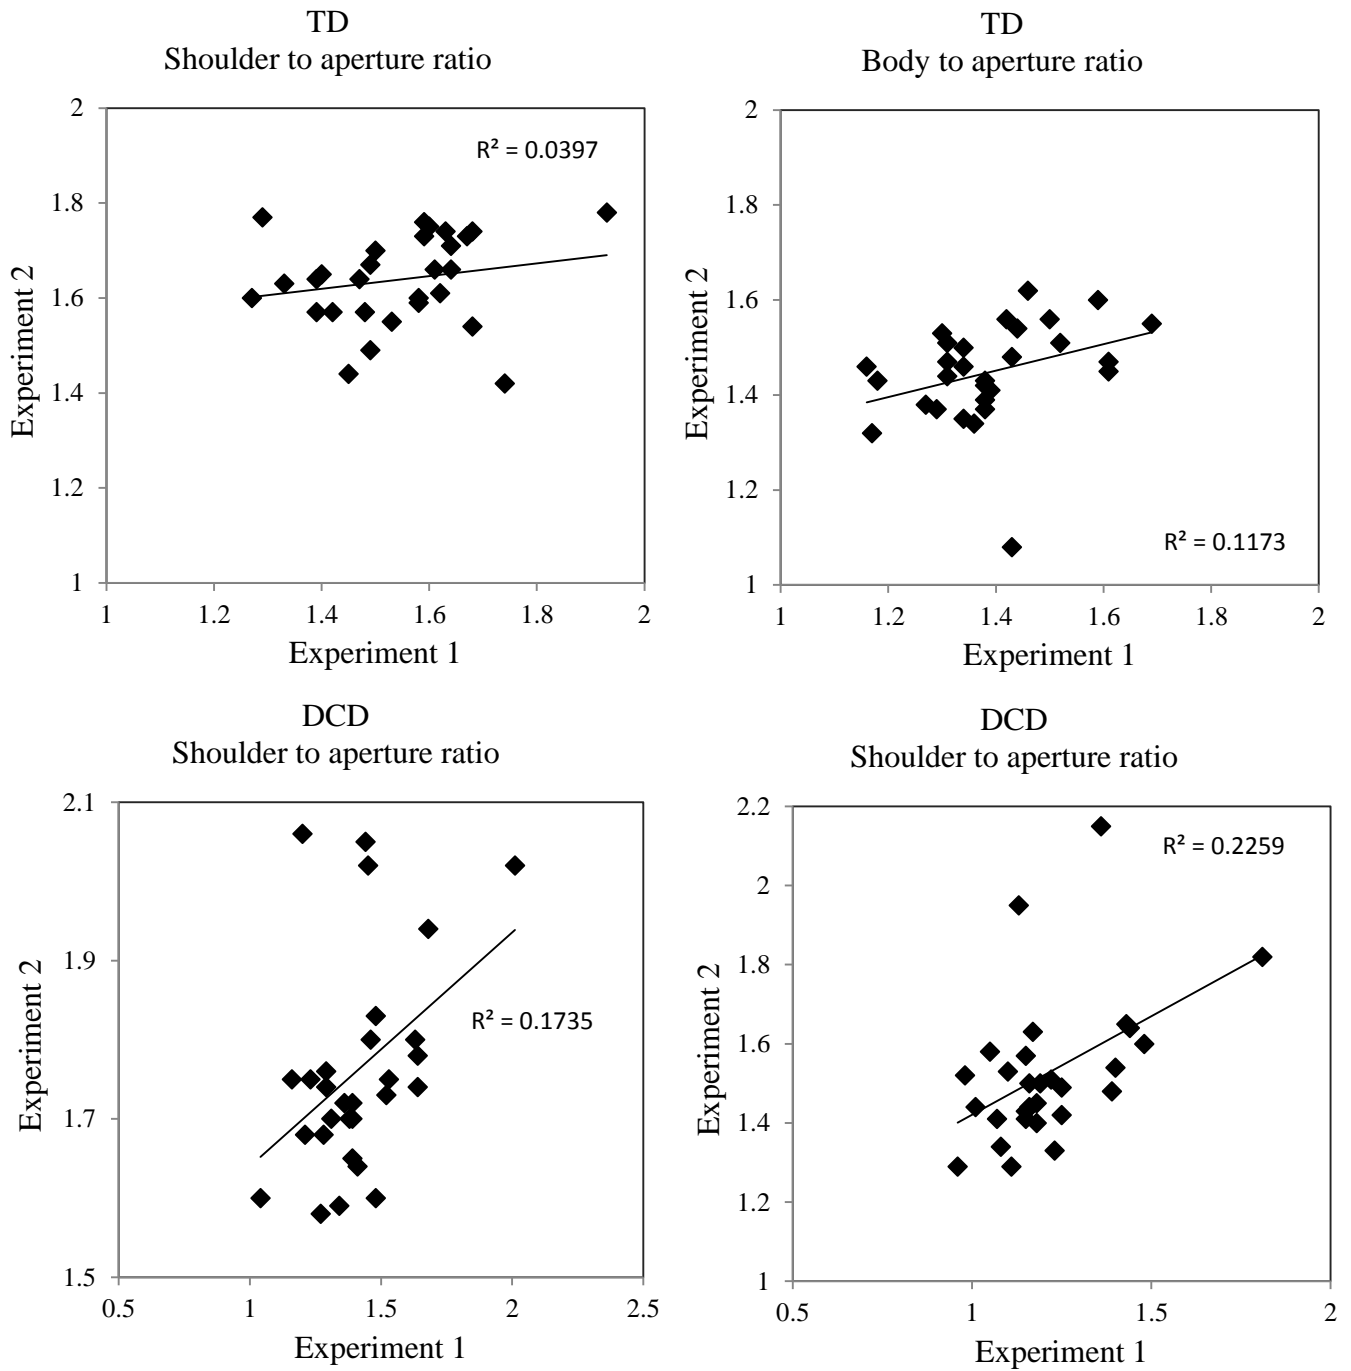 TD
Shoulder to aperture ratio
2
1.8
1.6
1.4
1.2
1
1
1.2
1.4
1.6
1.8
2
R² = 0.0397
Experiment 2
Experiment 1
TD
Body to aperture ratio
2
1.8
1.6
1.4
1.2
1
1
1.2
1.4
1.6
1.8
2
R² = 0.1173
Experiment 2
Experiment 1
DCD
Shoulder to aperture ratio
2.1
1.9
1.7
1.5
0.5
1
1.5
2
2.5
R² = 0.1735
Experiment 2
Experiment 1
DCD
Shoulder to aperture ratio
2.2
2
1.8
1.6
1.4
1.2
1
0.5
1
1.5
2
R² = 0.2259
Experiment 2
Experiment 1